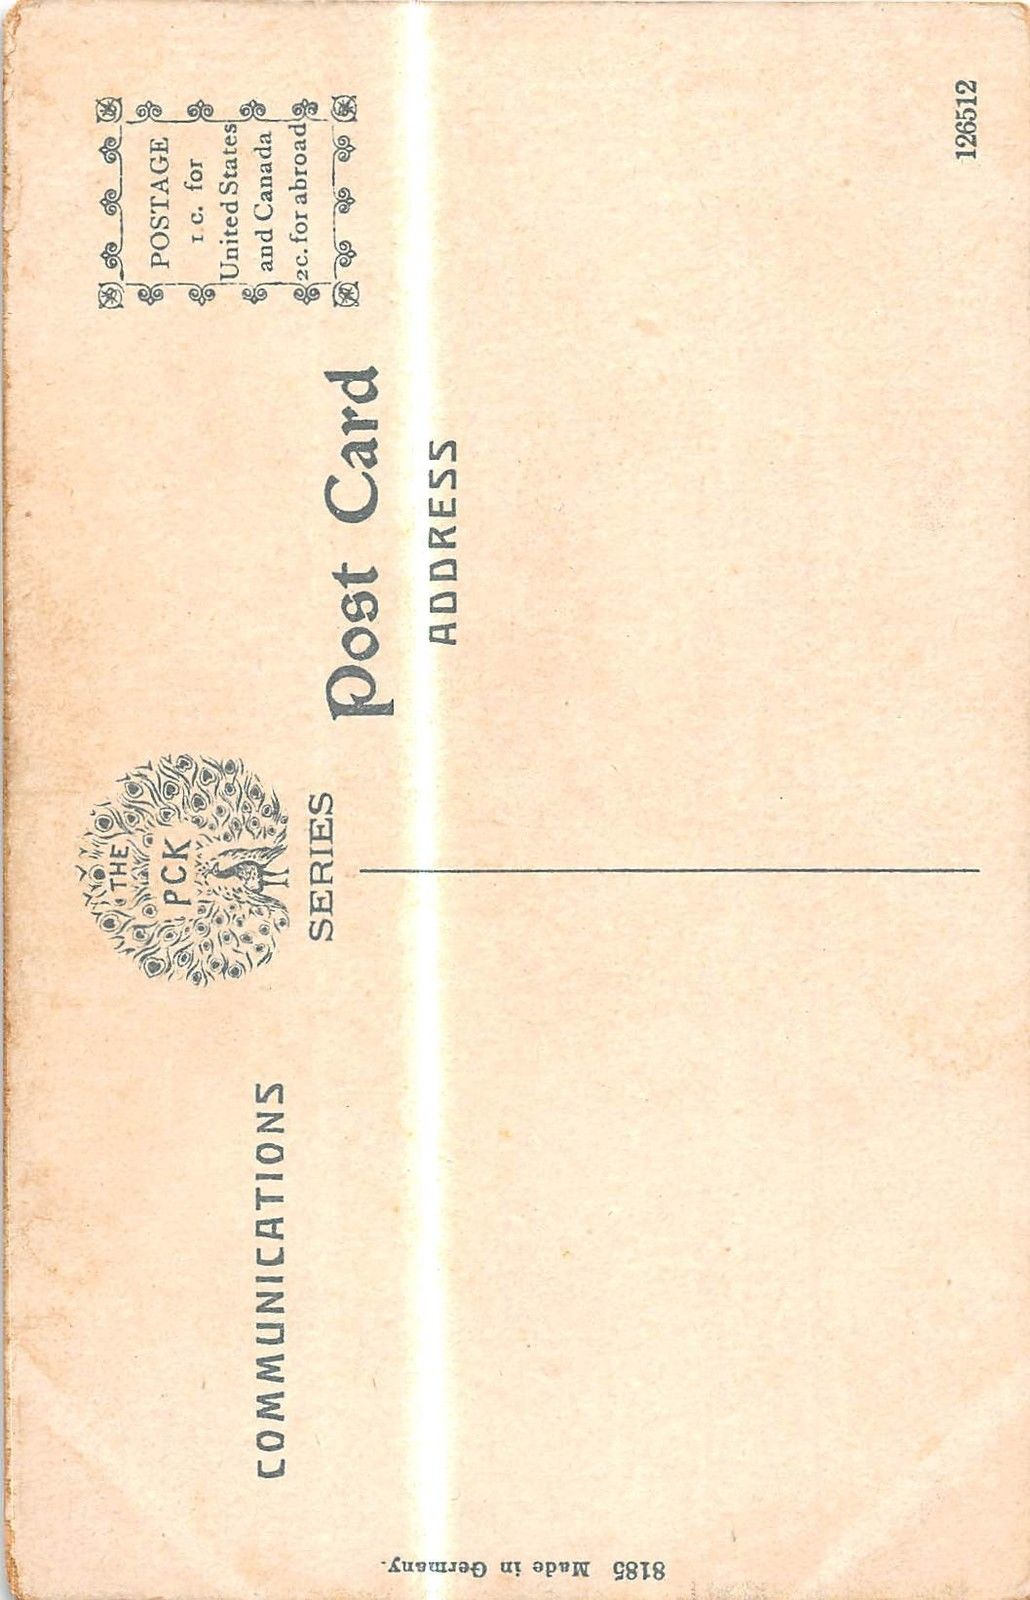 THE
PCK
SERIES
Post Card
POSTAGE
1 c. for
United States
and Canada
2c. for abroad
COMMUNICATIONS
ADDRESS
8185 Made in Germany.
126512